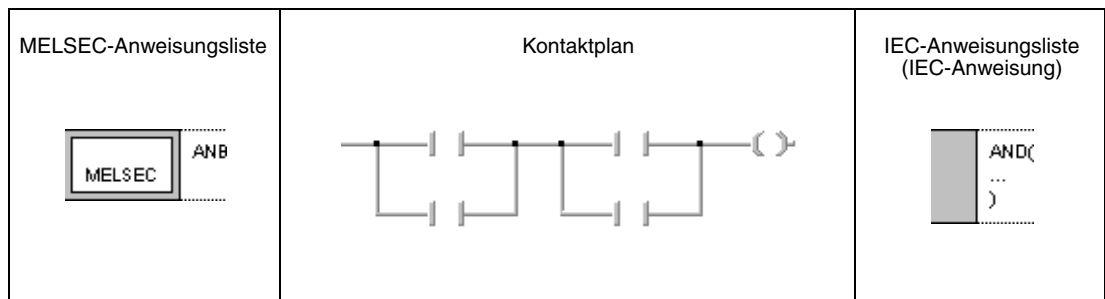 MELSEC-Anweisungsliste
Kontaktplan
IEC-Anweisungsliste
(IEC-Anweisung)
MELSEC
ANB
AND(
...
)